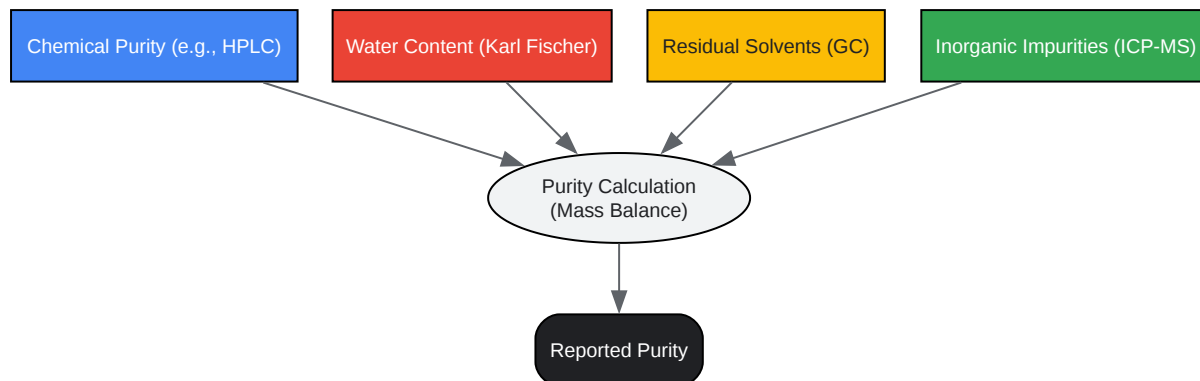 Chemical Purity (e.g., HPLC)
Water Content (Karl Fischer)
Residual Solvents (GC)
Inorganic Impurities (ICP-MS)
Purity Calculation
(Mass Balance)
Reported Purity